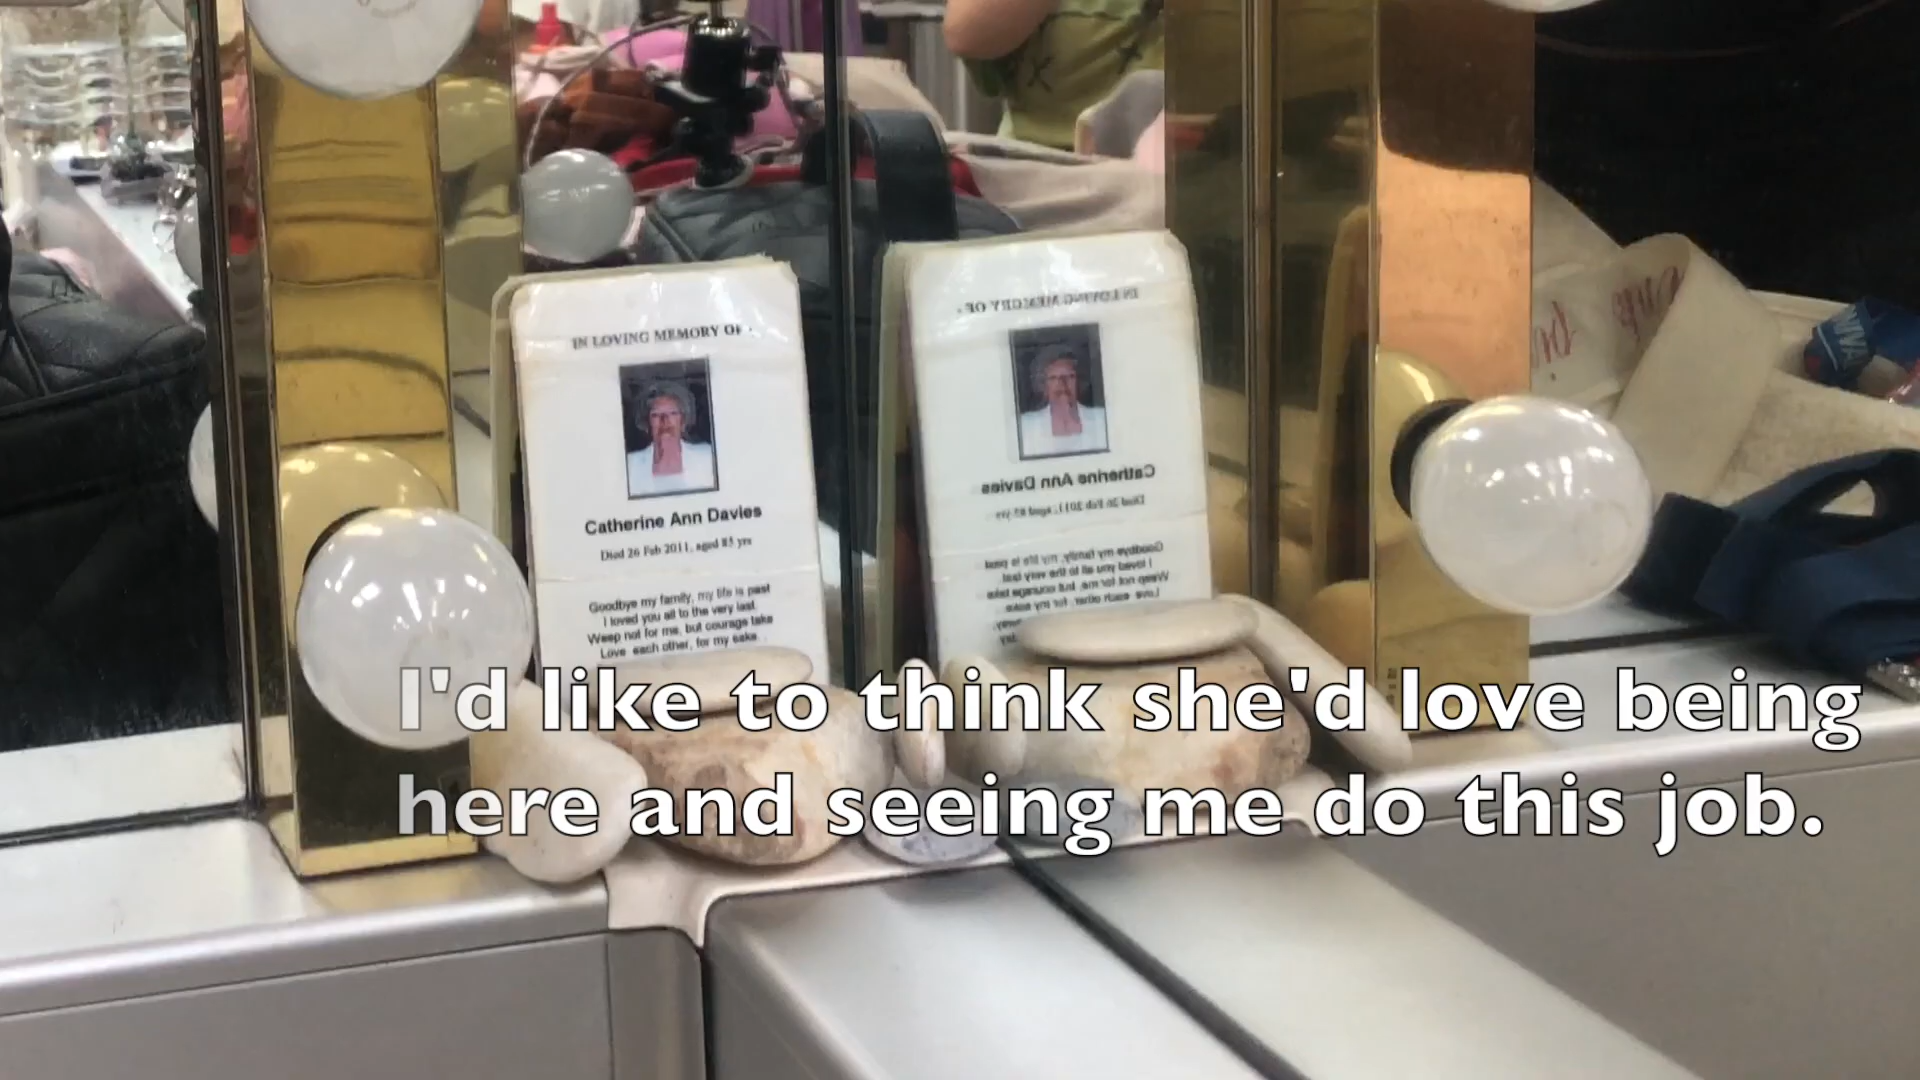 IN LOVING MEMORY OF
Catherine Ann Davies
Died 26 Feb 2011, aged 85 yrs
Goodbye my family, my life is past
I loved you all to the very last
Weep not for me, but courage take
Love each other, for my sake
I'd like to think she'd love being
here and seeing me do this job.